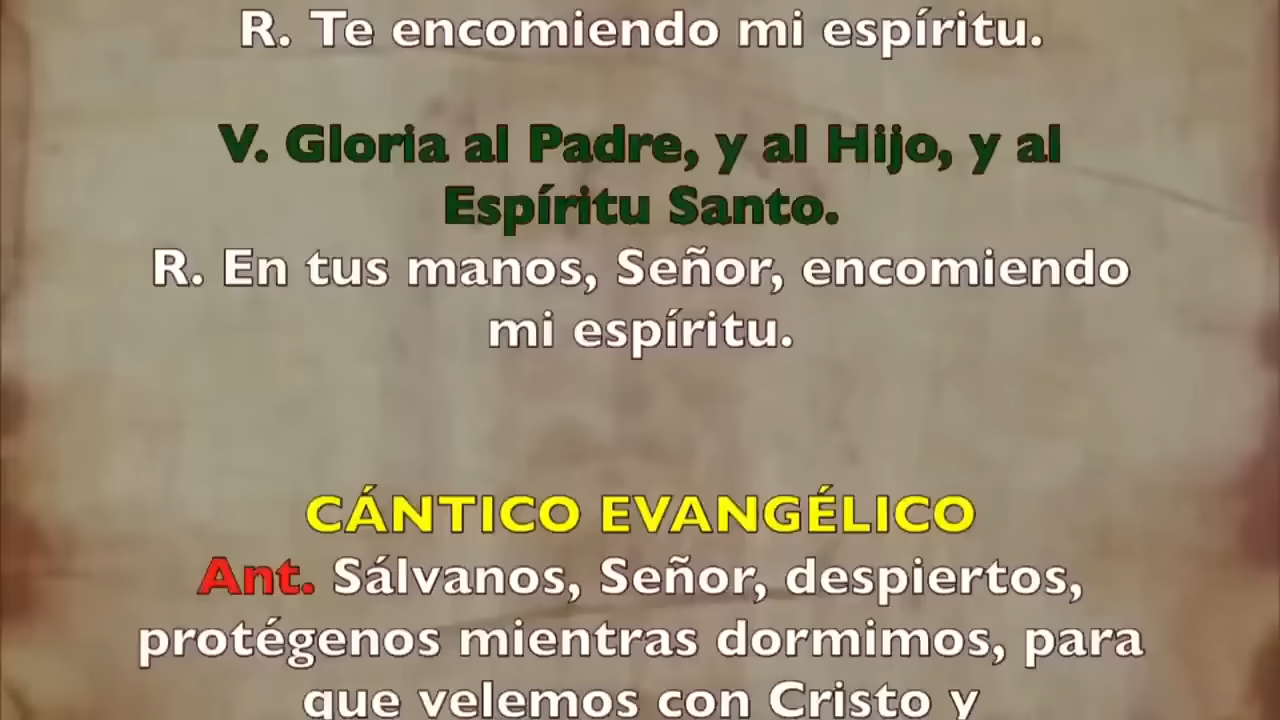 R. Te encomiendo mi espíritu.
V. Gloria al Padre, y al Hijo, y al
Espíritu Santo.
R. En tus manos, Señor, encomiendo
mi espíritu.
CÁNTICO EVANGÉLICO
Ant. Sálvanos, Señor, despiertos,
protégenos mientras dormimos, para
que velemos con Cristo y